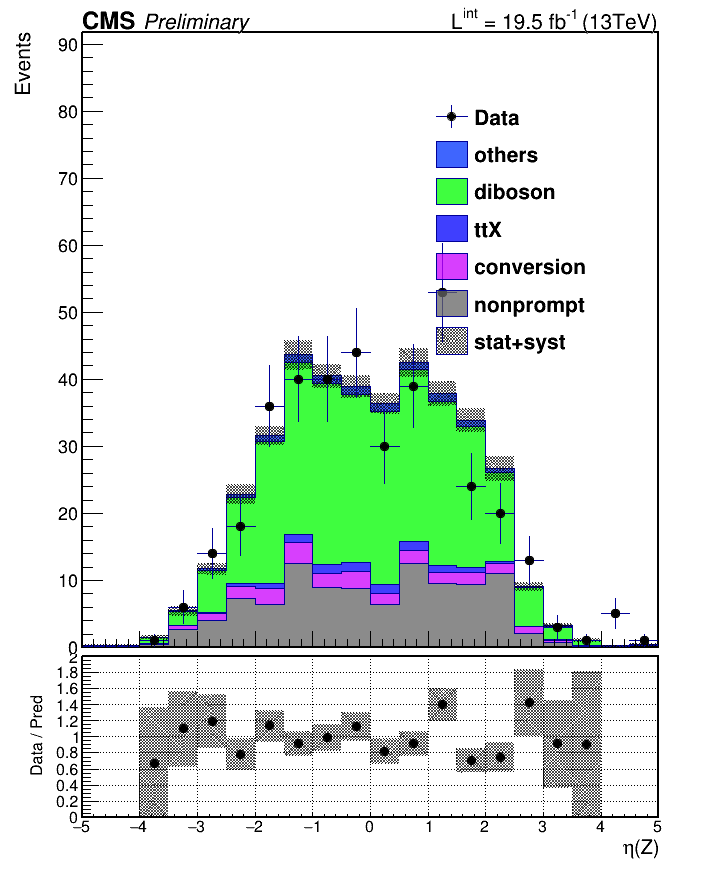 CMS Preliminary L^int = 19.5 fb^-1 (13TeV)
Events
90
80
70
60
50
40
30
20
10
0
Data
others
diboson
ttX
conversion
nonprompt
stat+syst
Data / Pred
2
1.8
1.6
1.4
1.2
1
0.8
0.6
0.4
0.2
0
−5 −4 −3 −2 −1 0 1 2 3 4 5
η(Z)